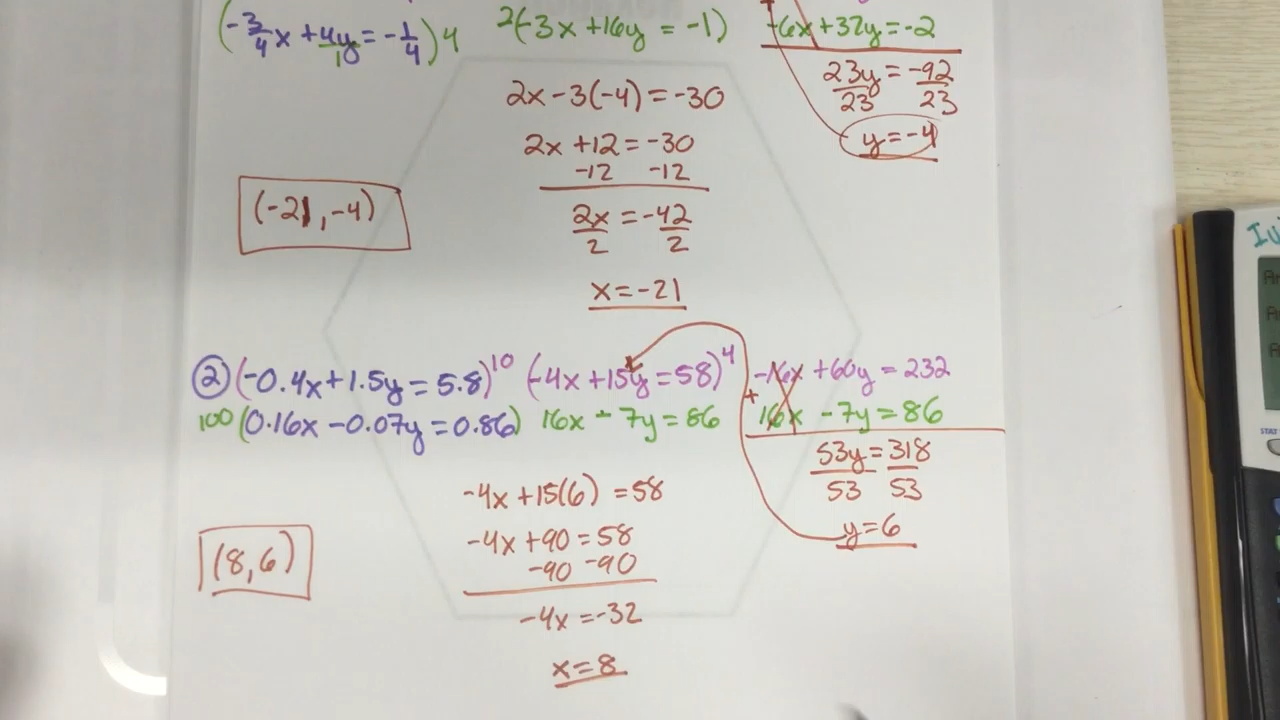 (-3/4x + 4y/1 = -1/4)4 2(-3x + 16y = -1) -6x + 32y = -2
23y = -92
23 23
y = -4
2x - 3(-4) = -30
2x + 12 = -30
-12 -12
2x = -42
2 2
x = -21
(-21, -4)
② (-0.4x + 1.5y = 5.8)10 (-4x + 15y = 58)4 -16x + 60y = 232
100(0.16x - 0.07y = 0.86) 16x - 7y = 86 + 16x - 7y = 86
53y = 318
53 53
y = 6
-4x + 15(6) = 58
-4x + 90 = 58
-90 -90
-4x = -32
x = 8
(8, 6)